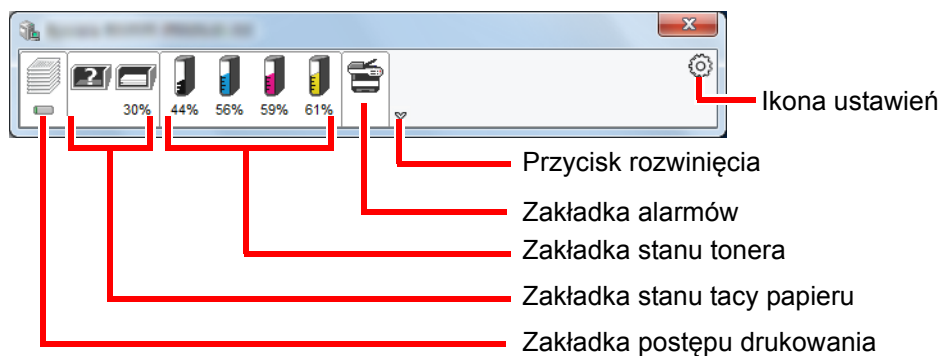 30% 44% 56% 59% 61%
Ikona ustawień
Przycisk rozwinięcia
Zakładka alarmów
Zakładka stanu tonera
Zakładka stanu tacy papieru
Zakładka postępu drukowania